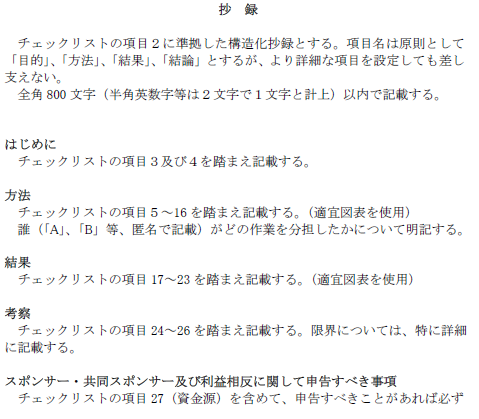 抄　録
チェックリストの項目２に準拠した構造化抄録とする。項目名は原則として
「目的」、「方法」、「結果」、「結論」とするが、より詳細な項目を設定しても差し
支えない。
全角 800 文字（半角英数字等は２文字で１文字と計上）以内で記載する。
はじめに
チェックリストの項目３及び４を踏まえ記載する。
方法
チェックリストの項目５～16 を踏まえ記載する。（適宜図表を使用）
誰（「A」、「B」等、匿名で記載）がどの作業を分担したかについて明記する。
結果
チェックリストの項目 17～23 を踏まえ記載する。（適宜図表を使用）
考察
チェックリストの項目 24～26 を踏まえ記載する。限界については、特に詳細
に記載する。
スポンサー・共同スポンサー及び利益相反に関して申告すべき事項
チェックリストの項目 27（資金源）を含めて、申告すべきことがあれば必ず